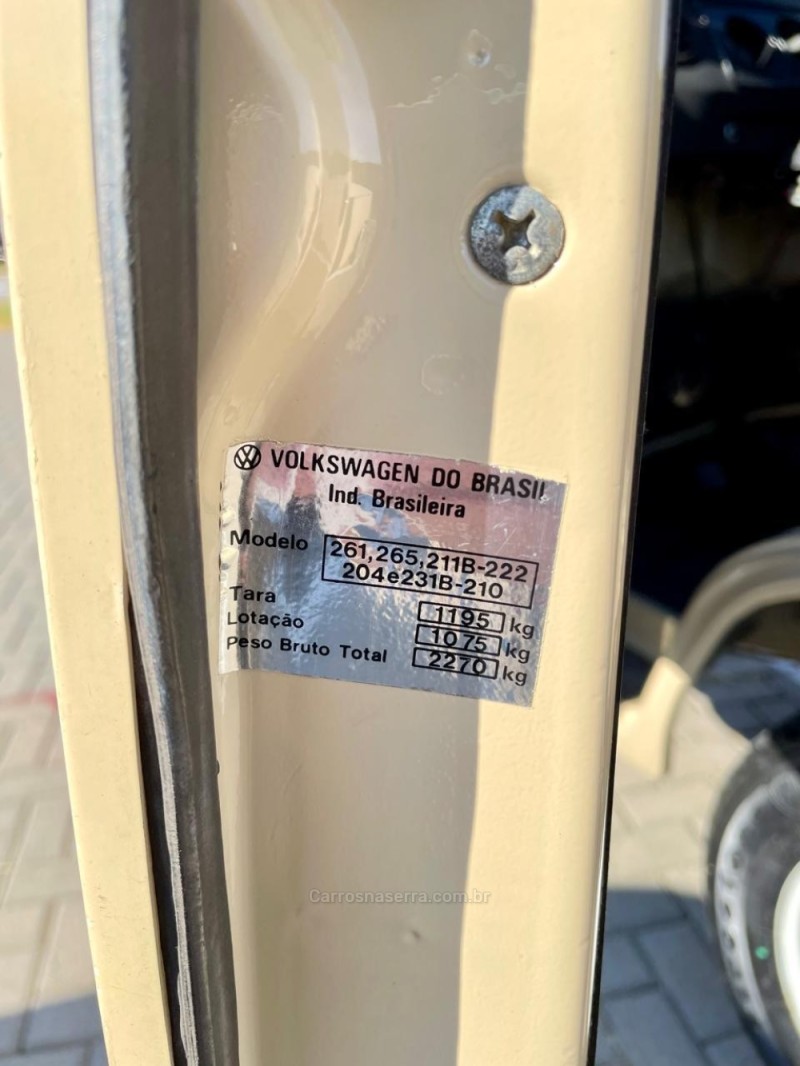 VOLKSWAGEN DO BRASIL
Ind. Brasileira
Modelo 261,265,211B-222
204e231B-210
Tara 1195 kg
Lotação 1075 kg
Peso Bruto Total 2270 kg
Carrosnaserra.com.br